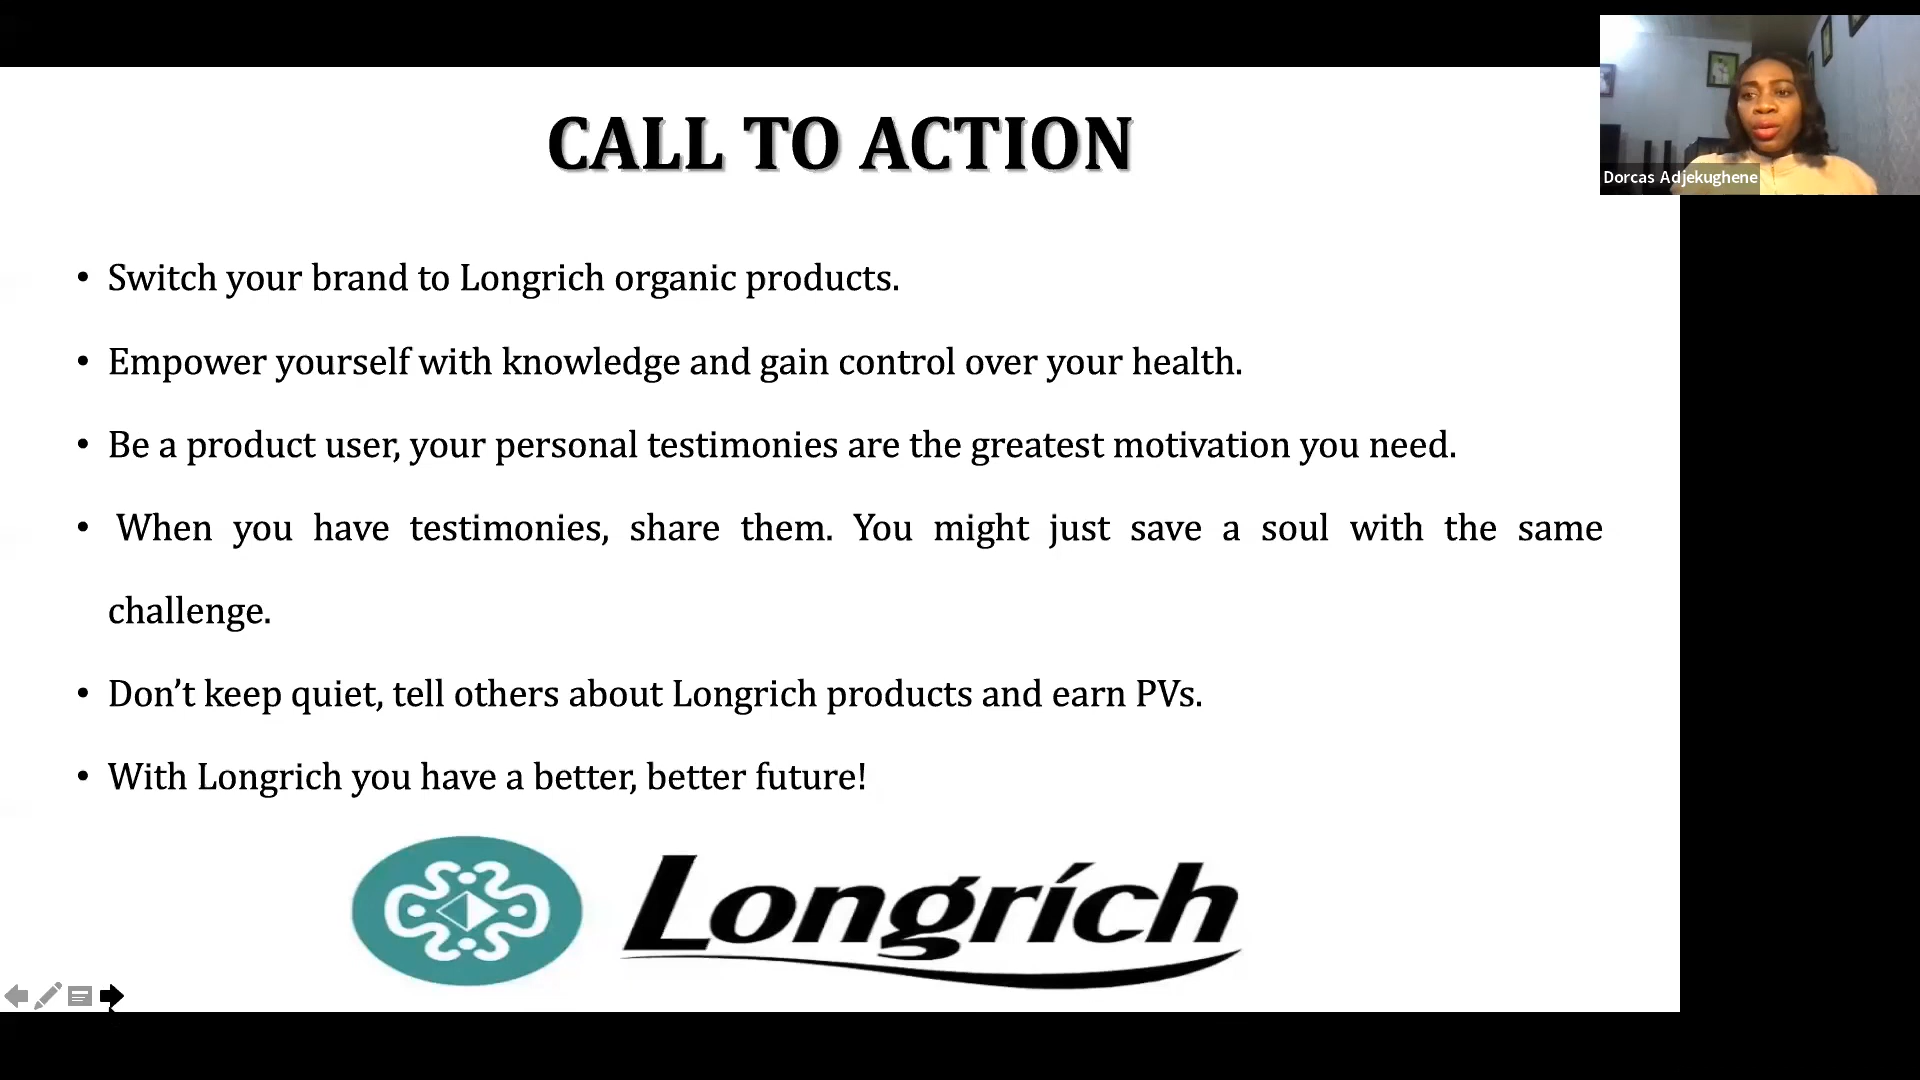 CALL TO ACTION
Dorcas Adjekughene
• Switch your brand to Longrich organic products.
• Empower yourself with knowledge and gain control over your health.
• Be a product user, your personal testimonies are the greatest motivation you need.
• When you have testimonies, share them. You might just save a soul with the same
challenge.
• Don’t keep quiet, tell others about Longrich products and earn PVs.
• With Longrich you have a better, better future!
Longrích